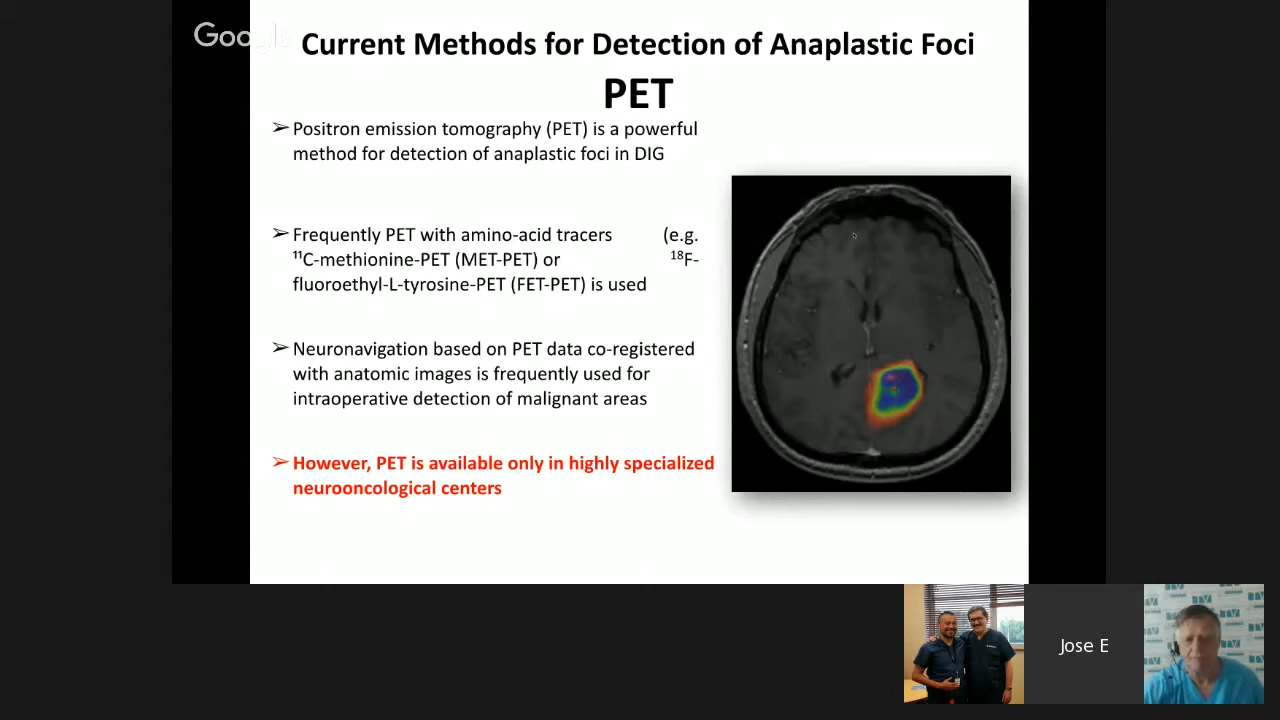 Google
Current Methods for Detection of Anaplastic Foci
PET
➢ Positron emission tomography (PET) is a powerful
method for detection of anaplastic foci in DIG
➢ Frequently PET with amino-acid tracers (e.g.
¹¹C-methionine-PET (MET-PET) or ¹⁸F-
fluoroethyl-L-tyrosine-PET (FET-PET) is used
➢ Neuronavigation based on PET data co-registered
with anatomic images is frequently used for
intraoperative detection of malignant areas
➢ However, PET is available only in highly specialized
neurooncological centers
Jose E